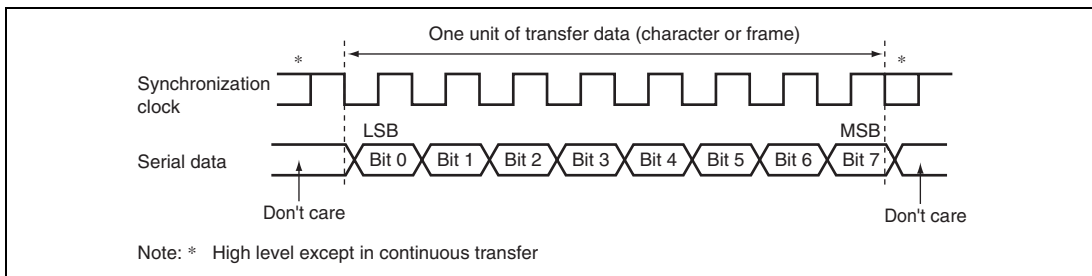 One unit of transfer data (character or frame)
* *
Synchronization
clock
LSB MSB
Serial data Bit 0 Bit 1 Bit 2 Bit 3 Bit 4 Bit 5 Bit 6 Bit 7
Don't care Don't care
Note: * High level except in continuous transfer